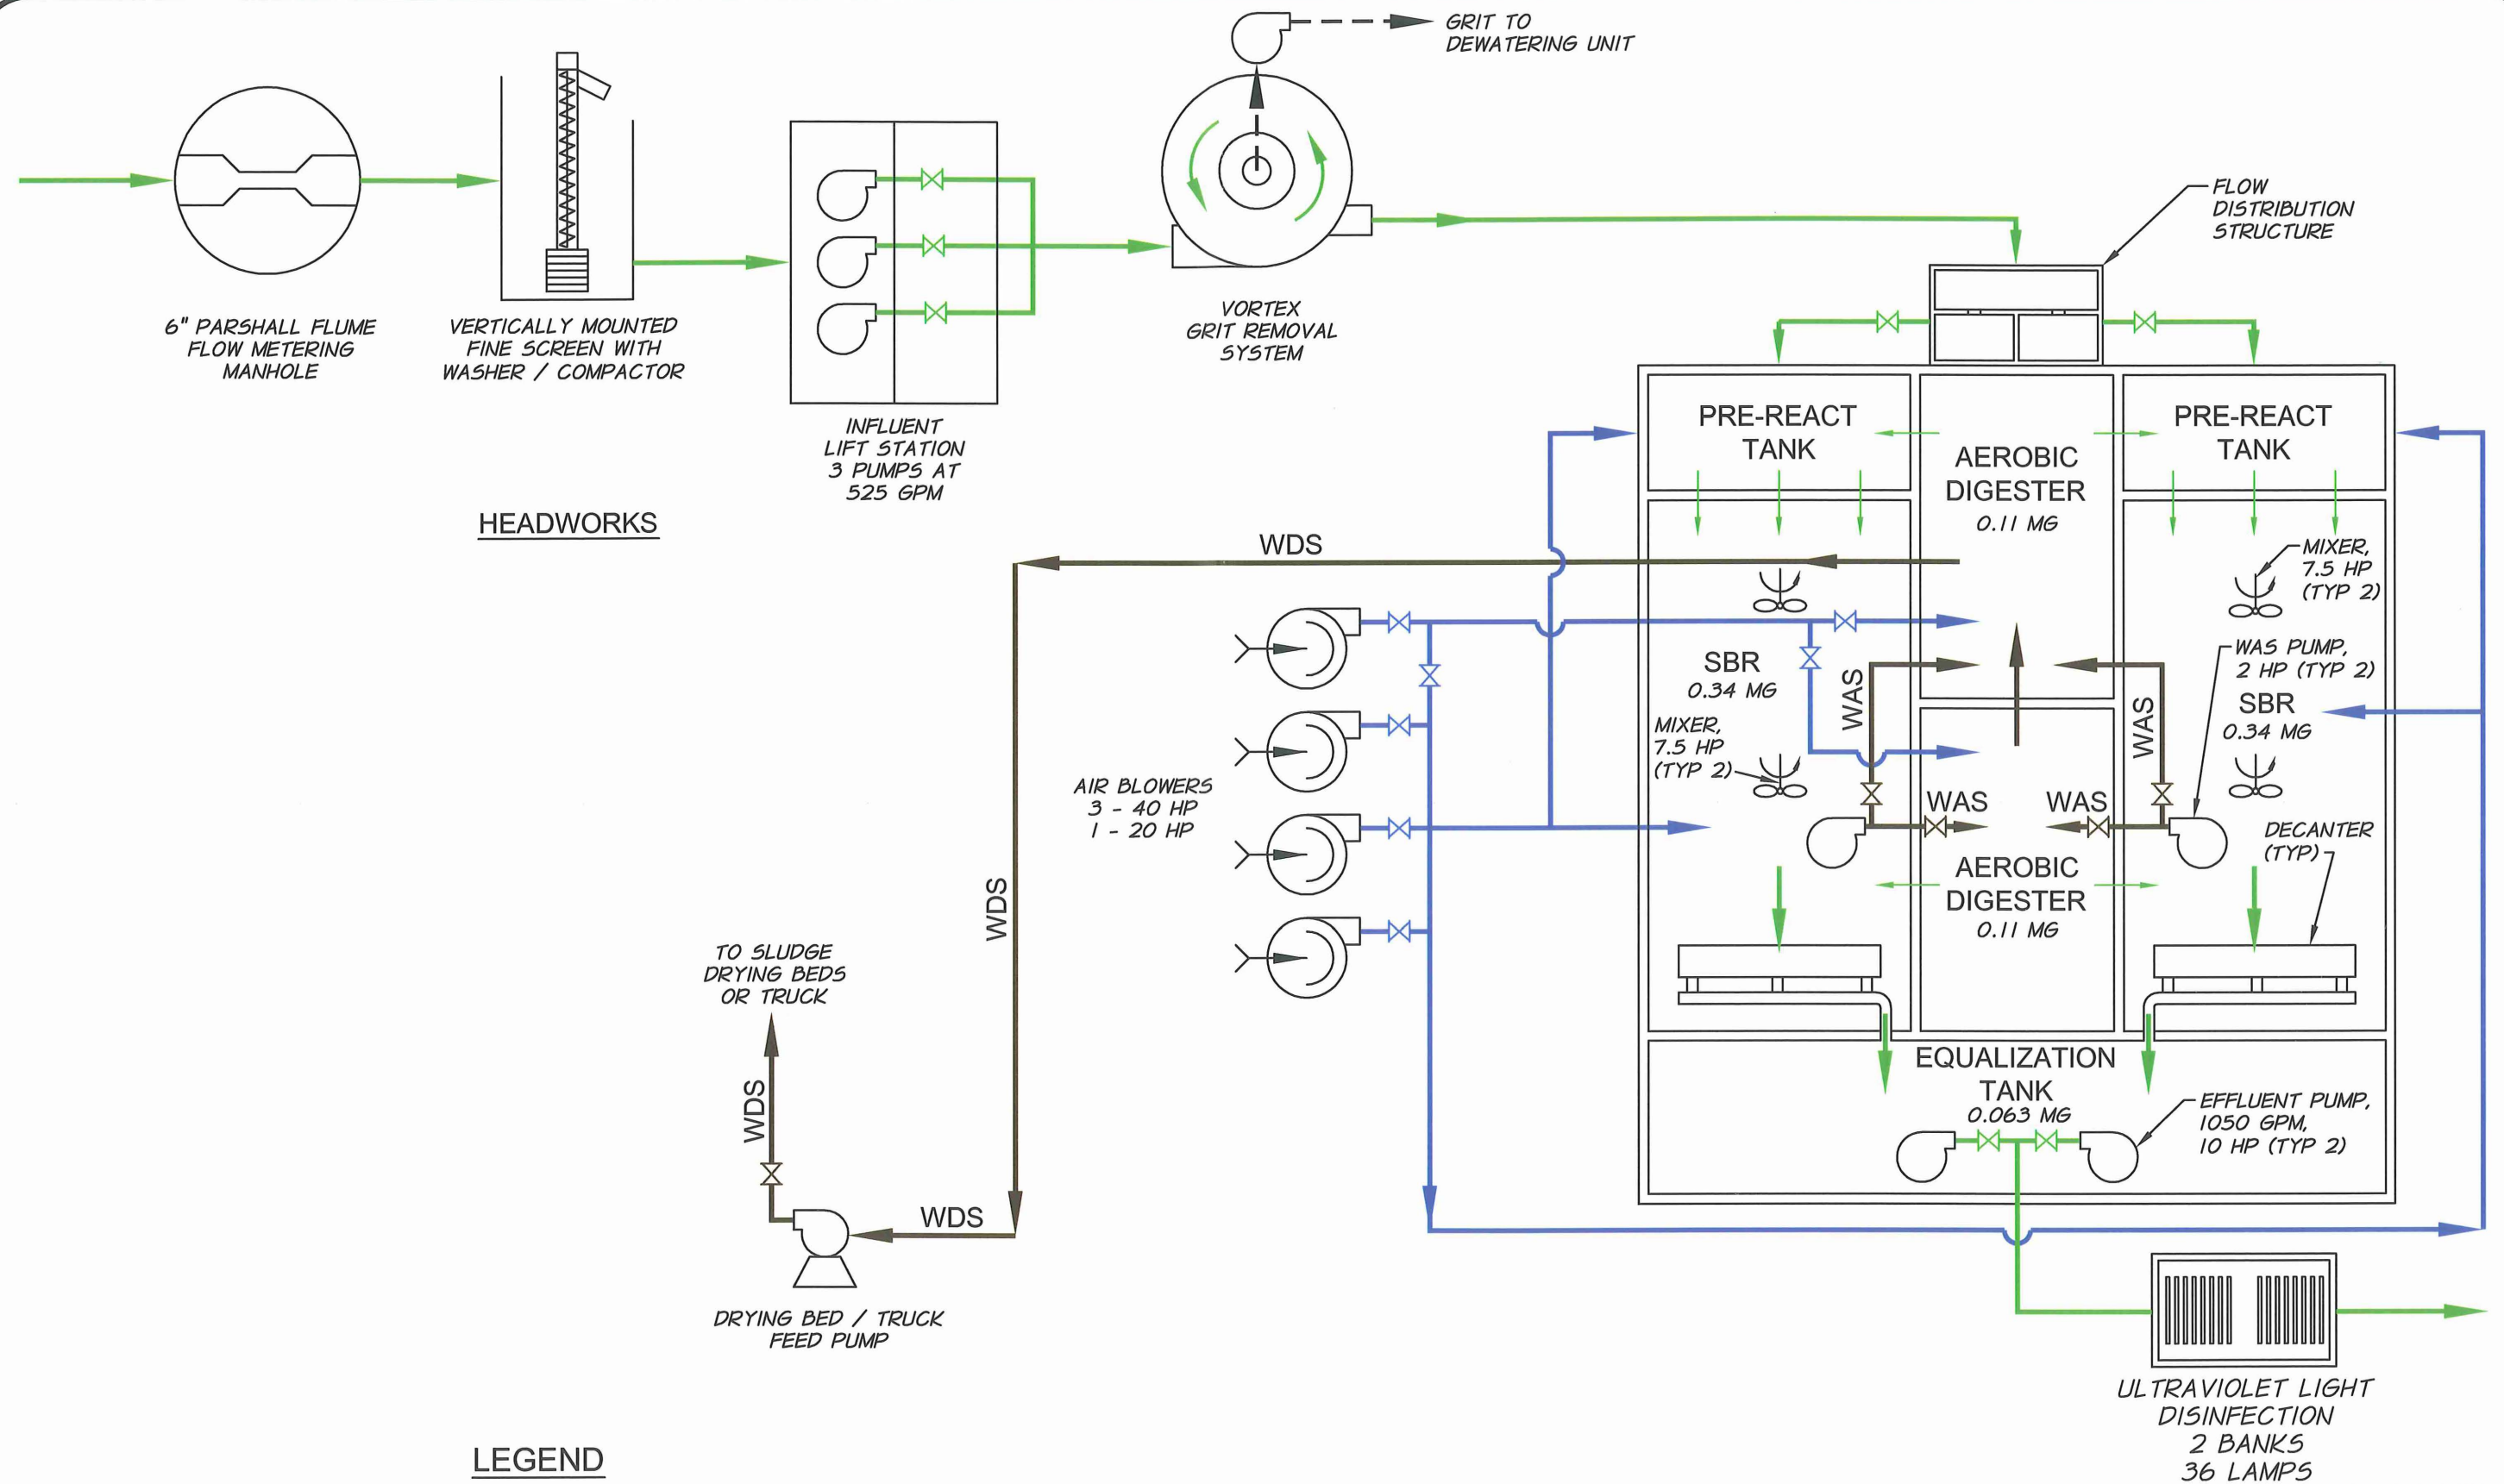 GRIT TO
DEWATERING UNIT
FLOW
DISTRIBUTION
STRUCTURE
6" PARSHALL FLUME
FLOW METERING
MANHOLE
VERTICALLY MOUNTED
FINE SCREEN WITH
WASHER / COMPACTOR
INFLUENT
LIFT STATION
3 PUMPS AT
525 GPM
VORTEX
GRIT REMOVAL
SYSTEM
HEADWORKS
PRE-REACT
TANK
AEROBIC
DIGESTER
0.11 MG
PRE-REACT
TANK
WDS
MIXER,
7.5 HP
(TYP 2)
SBR
0.34 MG
MIXER,
7.5 HP
(TYP 2)
WAS
WAS
WAS PUMP,
2 HP (TYP 2)
SBR
0.34 MG
AIR BLOWERS
3 - 40 HP
1 - 20 HP
WAS
WAS
DECANTER
(TYP)
AEROBIC
DIGESTER
0.11 MG
WDS
TO SLUDGE
DRYING BEDS
OR TRUCK
WDS
WDS
DRYING BED / TRUCK
FEED PUMP
EQUALIZATION
TANK
0.063 MG
EFFLUENT PUMP,
1050 GPM,
10 HP (TYP 2)
ULTRAVIOLET LIGHT
DISINFECTION
2 BANKS
36 LAMPS
LEGEND